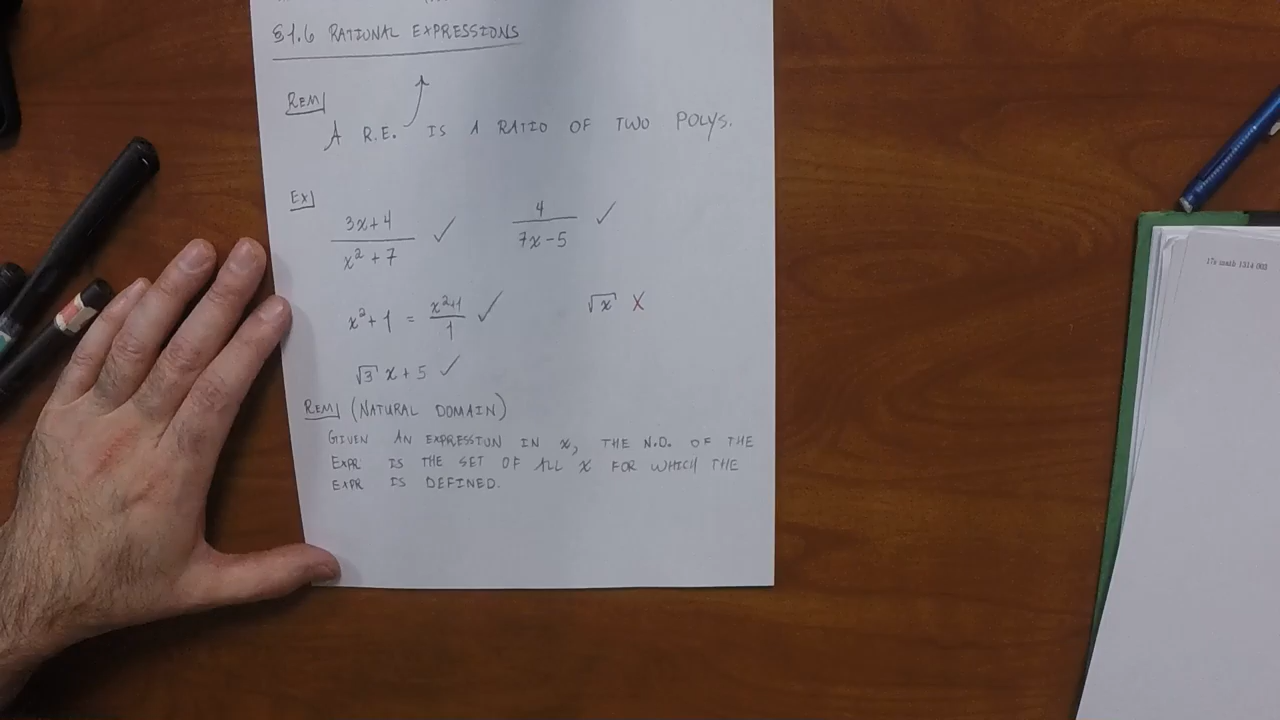 §1.6 RATIONAL EXPRESSIONS
REM
A R.E. IS A RATIO OF TWO POLYS.
EX
3x+4 / x²+7 ✓ 4 / 7x-5 ✓
x²+1 = x²+1 / 1 ✓ √x X
√3 x + 5 ✓
REM (NATURAL DOMAIN)
GIVEN AN EXPRESSION IN x, THE N.D. OF THE
EXPR IS THE SET OF ALL x FOR WHICH THE
EXPR IS DEFINED.